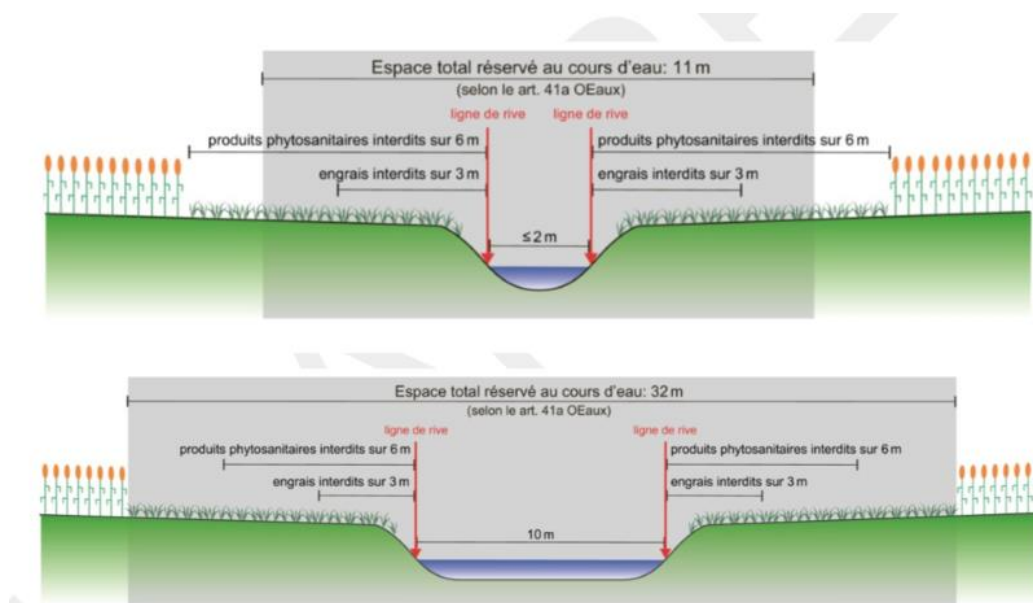 Espace total réservé au cours d'eau: 11 m
(selon le art. 41a OEaux)
ligne de rive ligne de rive
produits phytosanitaires interdits sur 6 m produits phytosanitaires interdits sur 6 m
engrais interdits sur 3 m engrais interdits sur 3 m
≤ 2 m
Espace total réservé au cours d'eau: 32 m
(selon le art. 41a OEaux)
ligne de rive ligne de rive
produits phytosanitaires interdits sur 6 m produits phytosanitaires interdits sur 6 m
engrais interdits sur 3 m engrais interdits sur 3 m
10 m